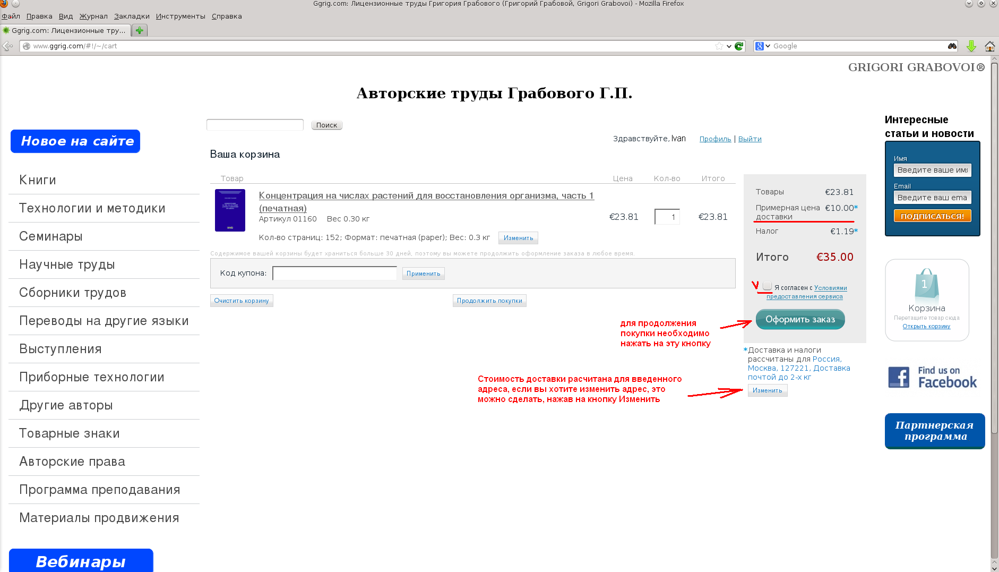 Ggrig.com: Лицензионные труды Григория Грабового (Григорий Грабовой, Grigori Grabovoi) - Mozilla Firefox
Файл Правка Вид Журнал Закладки Инструменты Справка
Ggrig.com: Лицензионные тру...
www.ggrig.com/#!/~/cart
Google
GRIGORI GRABOVOI®
Авторские труды Грабового Г.П.
Поиск
Здравствуйте, Ivan Профиль | Выйти
Новое на сайте
Книги
Технологии и методики
Семинары
Научные труды
Сборники трудов
Переводы на другие языки
Выступления
Приборные технологии
Другие авторы
Товарные знаки
Авторские права
Программа преподавания
Материалы продвижения
Вебинары
Ваша корзина
Товар Цена Кол-во Итого
Концентрация на числах растений для восстановления организма, часть 1
(печатная)
Артикул 01160 Вес 0.30 кг
€23.81 1 €23.81
Кол-во страниц: 152; Формат: печатная (paper); Вес: 0.3 кг Изменить
Содержимое вашей корзины будет храниться больше 30 дней, поэтому вы можете продолжить оформление заказа в любое время.
Код купона: Применить
Очистить корзину Продолжить покупки
Товары €23.81
Примерная цена €10.00*
доставки
Налог €1.19*
Итого €35.00
Я согласен с Условиями
предоставления сервиса
Оформить заказ
для продолжения
покупки необходимо
нажать на эту кнопку
*Доставка и налоги
рассчитаны для Россия,
Москва, 127221, Доставка
почтой до 2-х кг
Изменить
Стоимость доставки расчитана для введенного
адреса, если вы хотите изменить адрес, это
можно сделать, нажав на кнопку Изменить
Интересные
статьи и новости
Имя
Введите ваше имя
Email
Введите ваш ema
ПОДПИСАТЬСЯ!
1
Корзина
Перетащите товар сюда
Открыть корзину
Find us on
Facebook
Партнерская
программа